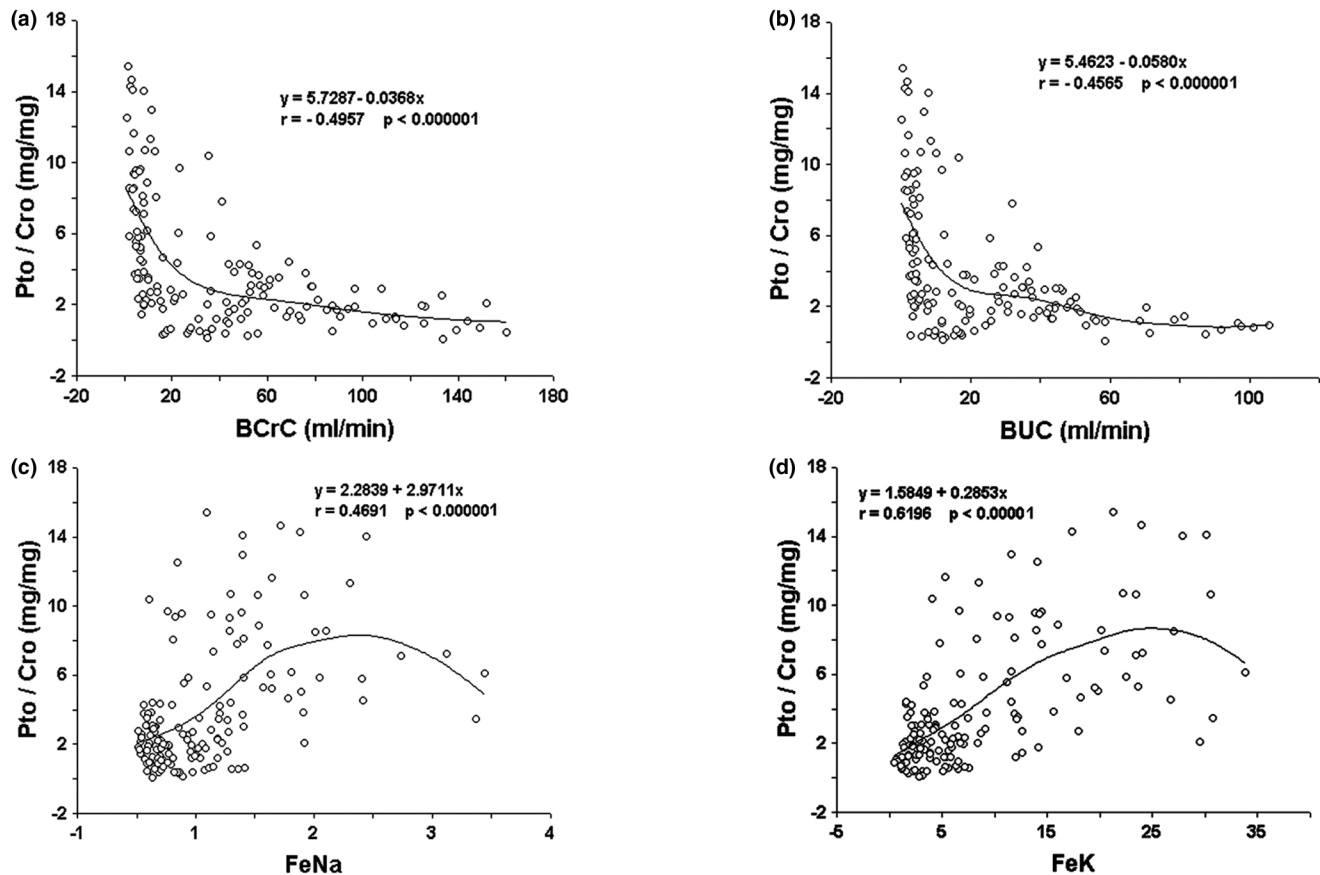 (a)
18
14
10
6
2
-2
Pto / Cro (mg/mg)
y = 5.7287 - 0.0368x
r = - 0.4957 p < 0.000001
-20 20 60 100 140 180
BCrC (ml/min)
(b)
18
14
10
6
2
-2
Pto / Cro (mg/mg)
y = 5.4623 - 0.0580x
r = - 0.4565 p < 0.000001
-20 20 60 100
BUC (ml/min)
(c)
18
14
10
6
2
-2
Pto / Cro (mg/mg)
y = 2.2839 + 2.9711x
r = 0.4691 p < 0.000001
-1 1 2 3 4
FeNa
(d)
18
14
10
6
2
-2
Pto / Cro (mg/mg)
y = 1.5849 + 0.2853x
r = 0.6196 p < 0.00001
-5 5 15 25 35
FeK